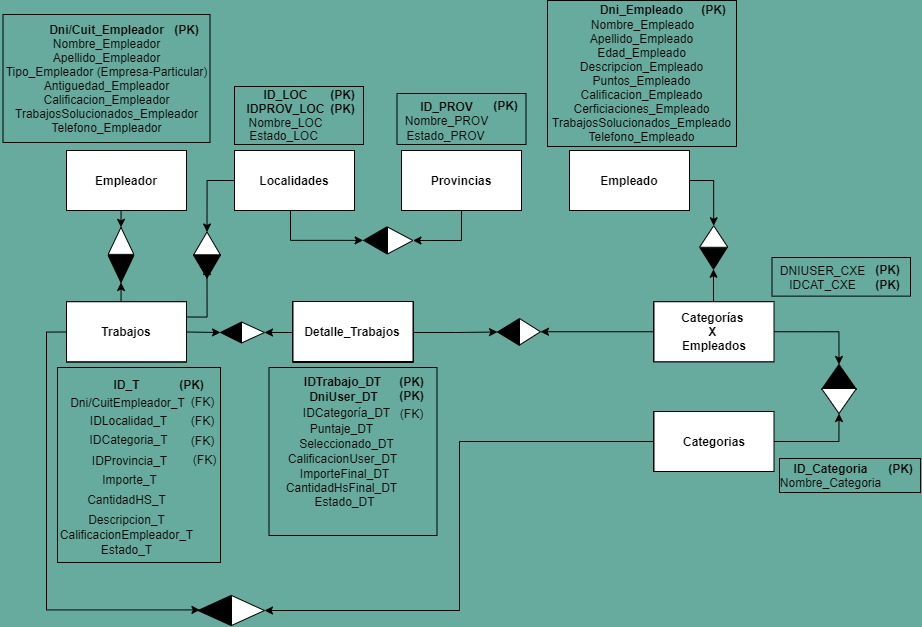 Dni/Cuit_Empleador (PK)
Nombre_Empleador
Apellido_Empleador
Tipo_Empleador (Empresa-Particular)
Antiguedad_Empleador
Calificacion_Empleador
TrabajosSolucionados_Empleador
Telefono_Empleador
ID_LOC (PK)
IDPROV_LOC (PK)
Nombre_LOC
Estado_LOC
ID_PROV (PK)
Nombre_PROV
Estado_PROV
Dni_Empleado (PK)
Nombre_Empleado
Apellido_Empleado
Edad_Empleado
Descripcion_Empleado
Puntos_Empleado
Calificacion_Empleado
Cerficiaciones_Empleado
TrabajosSolucionados_Empleado
Telefono_Empleado
Empleador
Localidades
Provincias
Empleado
DNIUSER_CXE (PK)
IDCAT_CXE (PK)
Trabajos
Detalle_Trabajos
Categorías
X
Empleados
ID_T (PK)
Dni/CuitEmpleador_T (FK)
IDLocalidad_T (FK)
IDCategoria_T (FK)
IDProvincia_T (FK)
Importe_T
CantidadHS_T
Descripcion_T
CalificacionEmpleador_T
Estado_T
IDTrabajo_DT (PK)
DniUser_DT (PK)
IDCategoría_DT (FK)
Puntaje_DT
Seleccionado_DT
CalificacionUser_DT
ImporteFinal_DT
CantidadHsFinal_DT
Estado_DT
Categorias
ID_Categoria (PK)
Nombre_Categoria